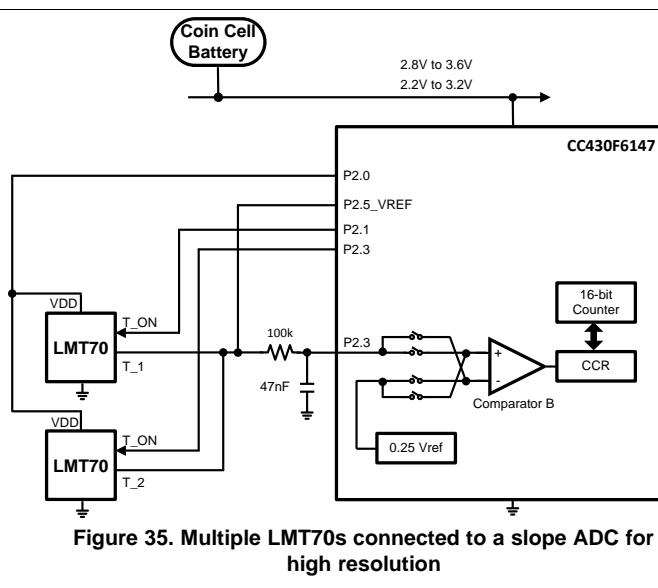 Coin Cell
Battery
2.8V to 3.6V
2.2V to 3.2V
CC430F6147
P2.0
P2.5_VREF
P2.1
P2.3
VDD
T_ON
LMT70
T_1
100k
47nF
P2.3
+
-
Comparator B
16-bit
Counter
CCR
0.25 Vref
VDD
T_ON
LMT70
T_2
Figure 35. Multiple LMT70s connected to a slope ADC for
high resolution